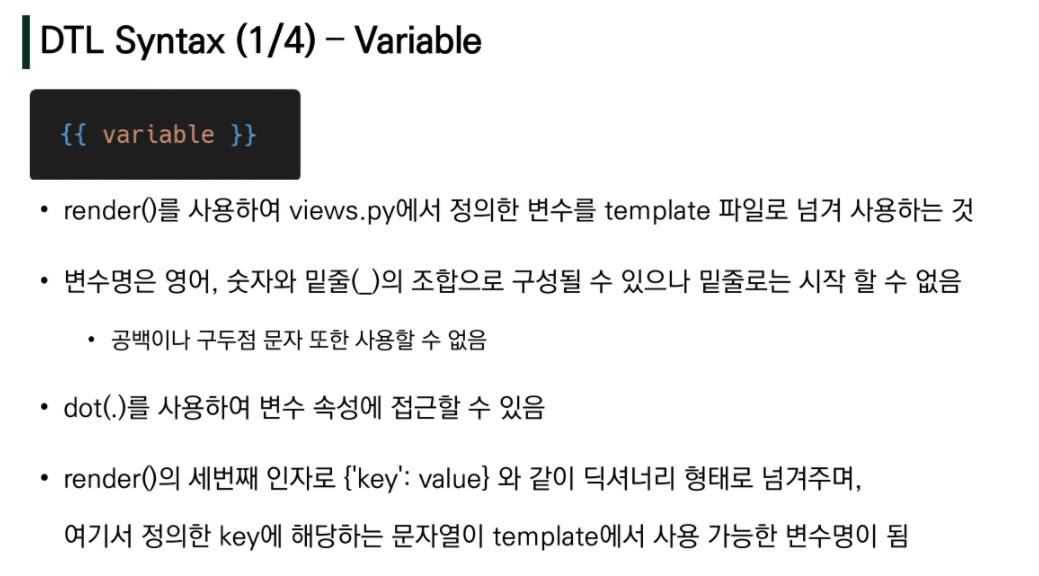 DTL Syntax (1/4) – Variable
{{ variable }}
• render()를 사용하여 views.py에서 정의한 변수를 template 파일로 넘겨 사용하는 것
• 변수명은 영어, 숫자와 밑줄(_)의 조합으로 구성될 수 있으나 밑줄로는 시작 할 수 없음
• 공백이나 구두점 문자 또한 사용할 수 없음
• dot(.)를 사용하여 변수 속성에 접근할 수 있음
• render()의 세번째 인자로 {'key': value} 와 같이 딕셔너리 형태로 넘겨주며,
여기서 정의한 key에 해당하는 문자열이 template에서 사용 가능한 변수명이 됨